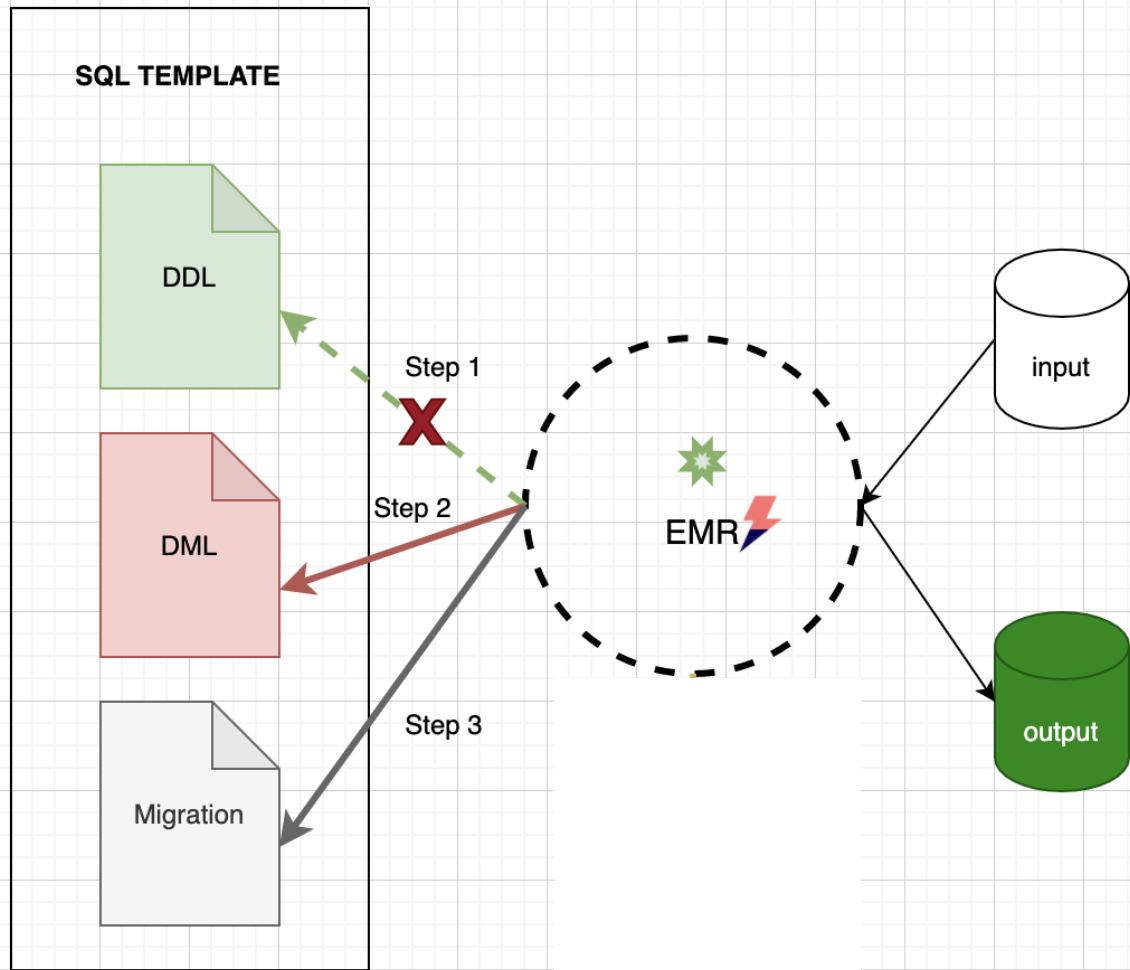 SQL TEMPLATE
DDL
Step 1
input
Step 2
EMR
DML
Step 3
output
Migration